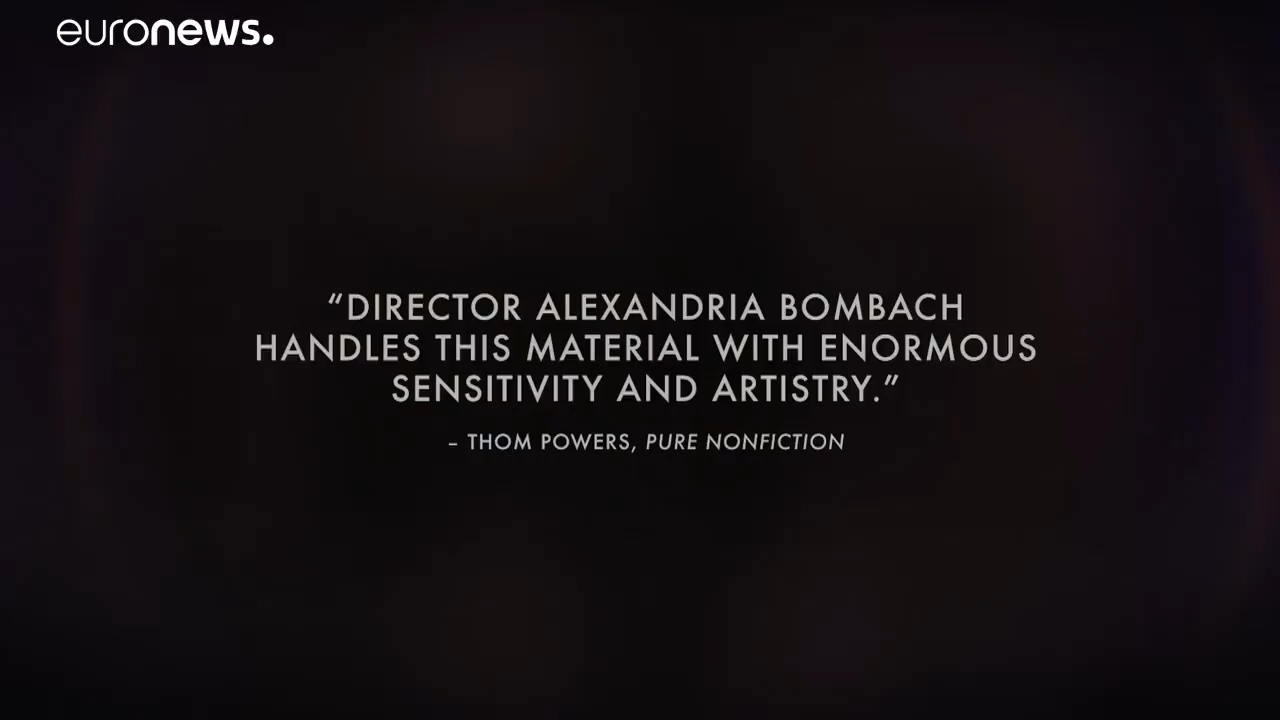 euronews.
“DIRECTOR ALEXANDRIA BOMBACH
HANDLES THIS MATERIAL WITH ENORMOUS
SENSITIVITY AND ARTISTRY.”
– THOM POWERS, PURE NONFICTION